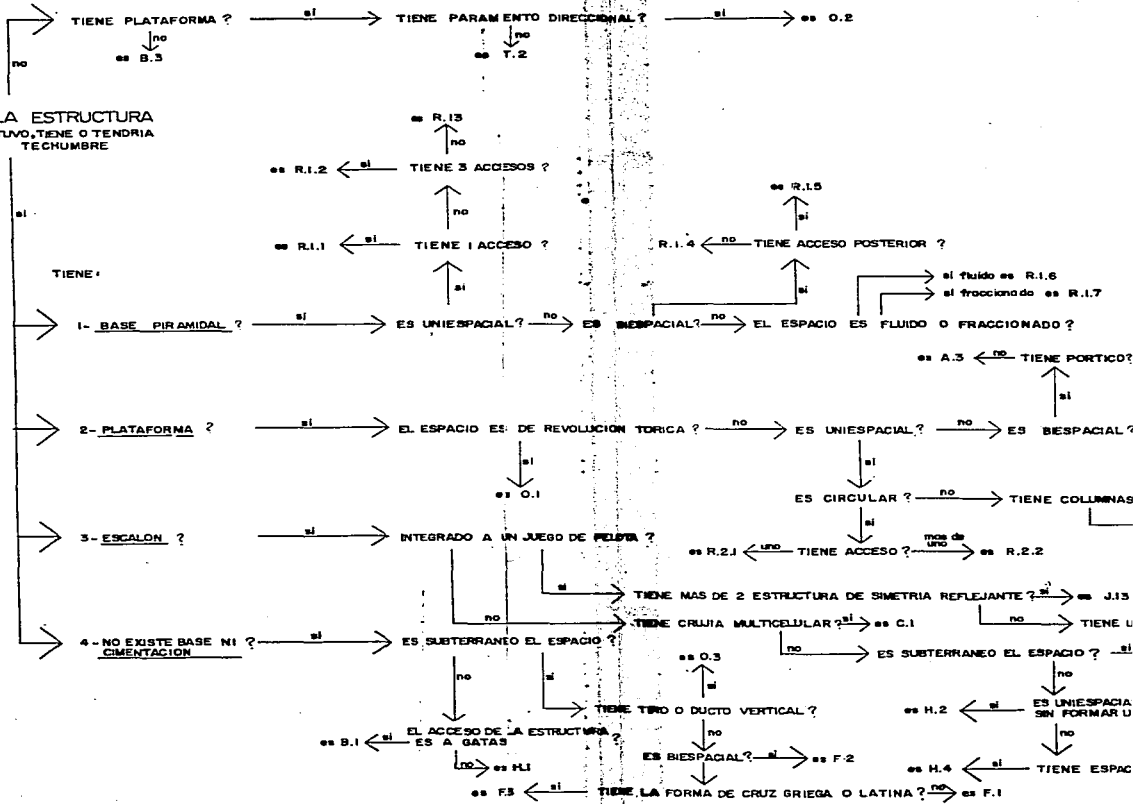 TIENE PLATAFORMA ? si TIENE PARAMENTO DIRECCIONAL ? si es O.2
no no
es B.3 es T.2
no
LA ESTRUCTURA
TUVO, TIENE O TENDRIA
TECHUMBRE
es R.13
no
es R.1.2 si TIENE 3 ACCESOS ?
no
es R.1.5
si
si
es R.1.1 si TIENE 1 ACCESO ? R.1.4 no TIENE ACCESO POSTERIOR ?
TIENE:
si si
si fluido es R.1.6
si fraccionado es R.1.7
1- BASE PIRAMIDAL ? si ES UNIESPACIAL ? no ES BIESPACIAL ? no EL ESPACIO ES FLUIDO O FRACCIONADO ?
es A.3 no TIENE PORTICO?
si
2- PLATAFORMA ? si EL ESPACIO ES DE REVOLUCION TORICA ? no ES UNIESPACIAL ? no ES BIESPACIAL ?
si si
es O.1 ES CIRCULAR ? no TIENE COLUMNAS
si
3- ESCALON ? si INTEGRADO A UN JUEGO DE PELOTA ?
es R.2.1 uno TIENE ACCESO ? mas de uno es R.2.2
si TIENE MAS DE 2 ESTRUCTURA DE SIMETRIA REFLEJANTE ? si es J.13
no TIENE CRUJIA MULTICELULAR ? si es C.1 no TIENE U
4- NO EXISTE BASE NI CIMENTACION ? si ES SUBTERRANEO EL ESPACIO ?
no ES SUBTERRANEO EL ESPACIO ? si
es O.3
si
no si no
TIENE TIRO O DUCTO VERTICAL ?
es H.2 si ES UNIESPACIA
SIN FORMAR U
EL ACCESO DE LA ESTRUCTURA
es B.1 si ES A GATAS ?
no no
no es H.1 ES BIESPACIAL ? si es F.2
es H.4 si TIENE ESPAC
es F.3 si TIENE LA FORMA DE CRUZ GRIEGA O LATINA ? no es F.1